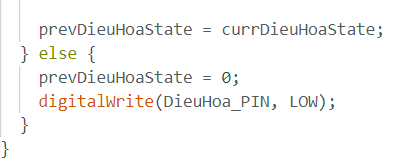 prevDieuHoaState = currDieuHoaState;
} else {
prevDieuHoaState = 0;
digitalWrite(DieuHoa_PIN, LOW);
}
}